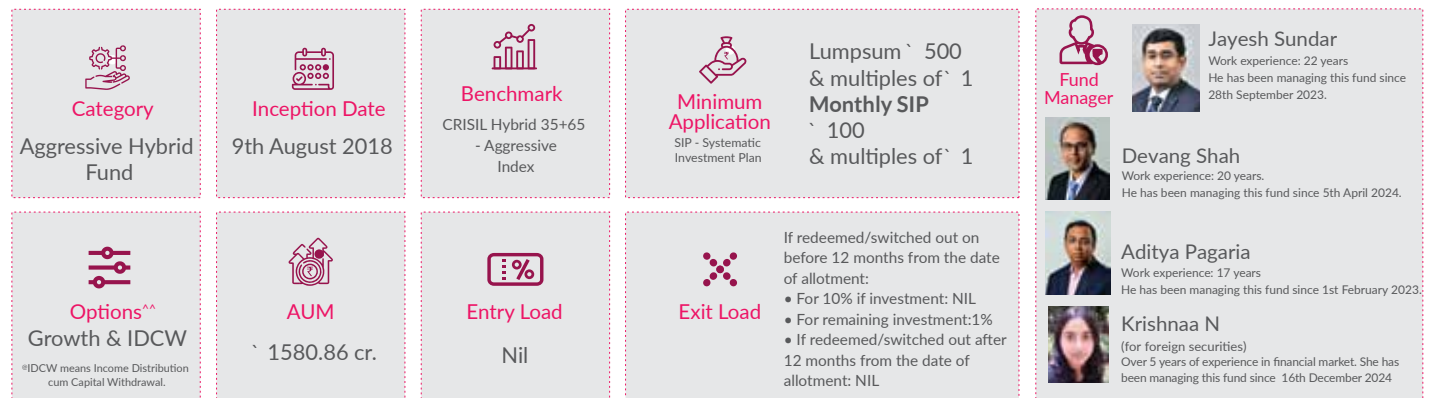 Category
Aggressive Hybrid
Fund
Inception Date
9th August 2018
Benchmark
CRISIL Hybrid 35+65
- Aggressive
Index
Minimum
Application
SIP - Systematic
Investment Plan
Lumpsum ` 500
& multiples of ` 1
Monthly SIP
` 100
& multiples of ` 1
Options^^
Growth & IDCW
@IDCW means Income Distribution
cum Capital Withdrawal.
AUM
` 1580.86 cr.
Entry Load
Nil
Exit Load
If redeemed/switched out on
before 12 months from the date
of allotment:
• For 10% if investment: NIL
• For remaining investment:1%
• If redeemed/switched out after
12 months from the date of
allotment: NIL
Fund
Manager
Jayesh Sundar
Work experience: 22 years
He has been managing this fund since
28th September 2023.
Devang Shah
Work experience: 20 years.
He has been managing this fund since 5th April 2024.
Aditya Pagaria
Work experience: 17 years
He has been managing this fund since 1st February 2023.
Krishnaa N
(for foreign securities)
Over 5 years of experience in financial market. She has
been managing this fund since 16th December 2024